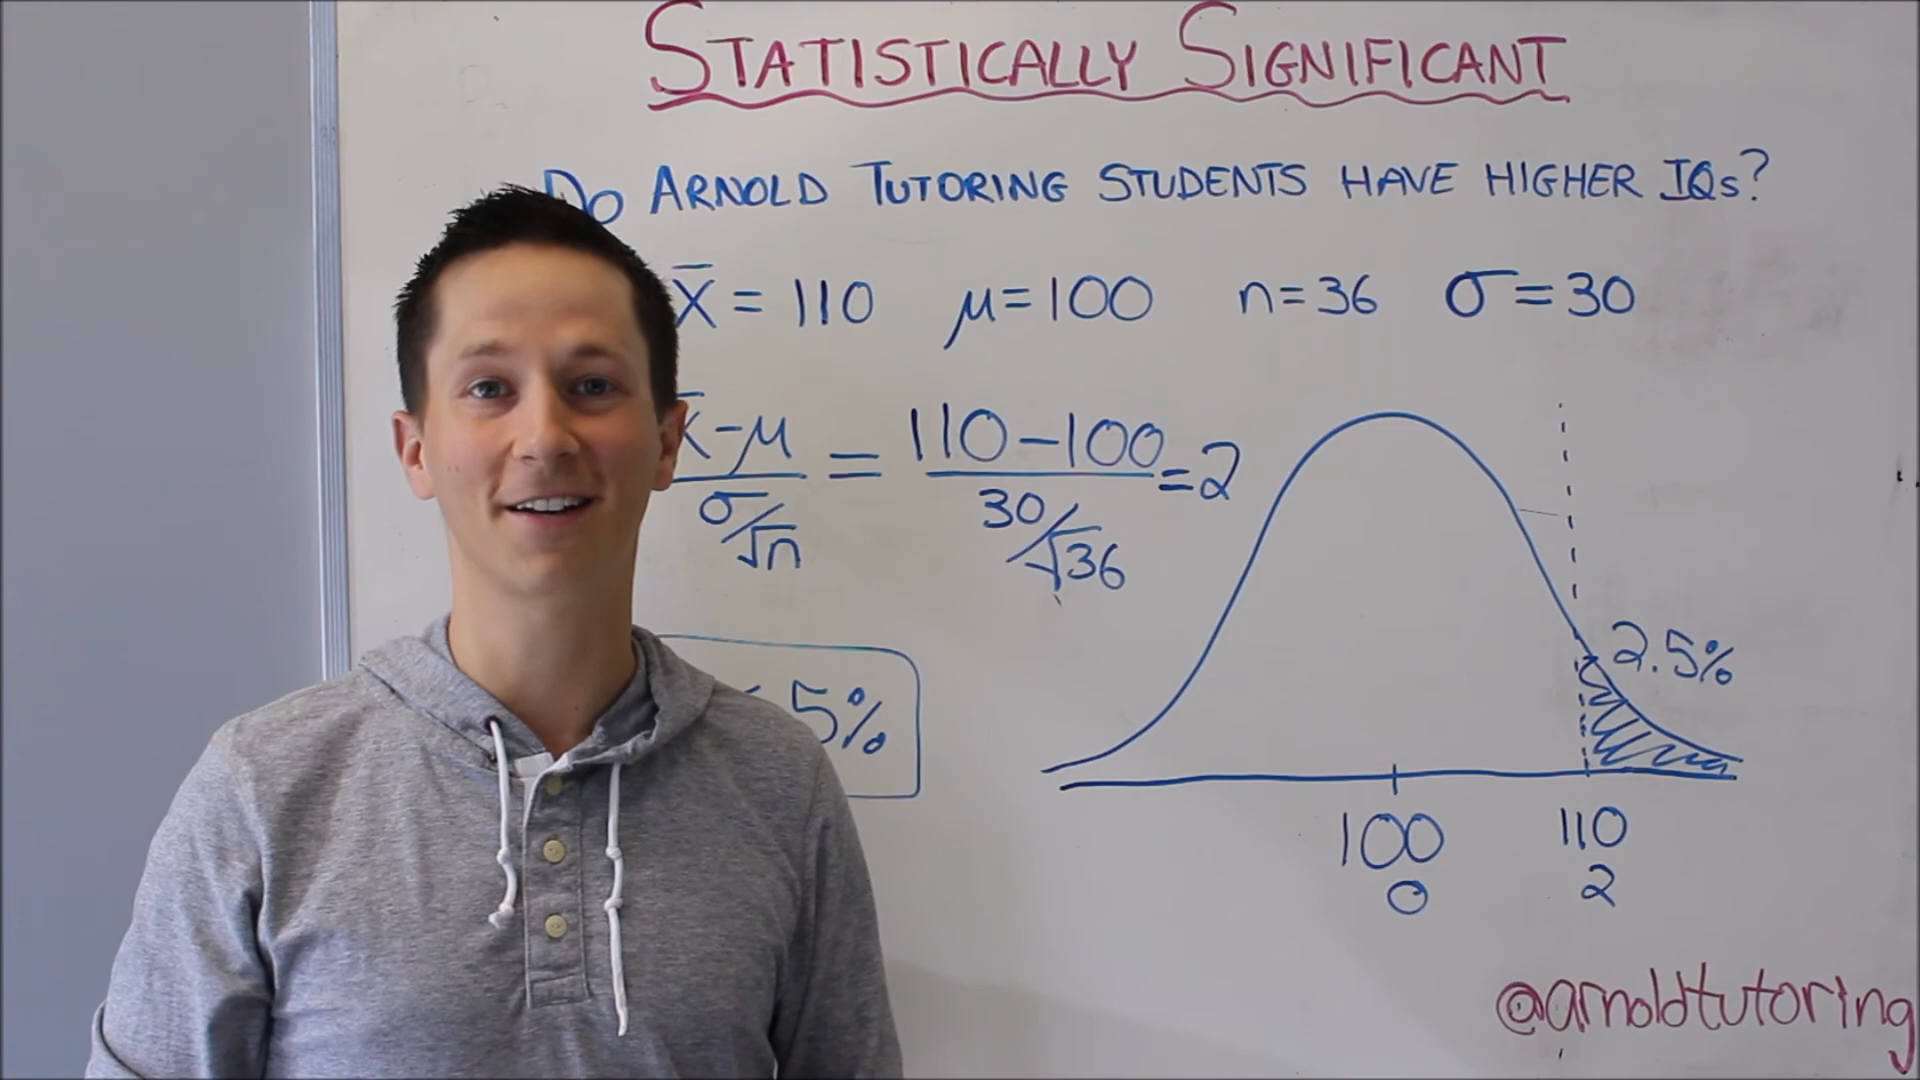 STATISTICALLY SIGNIFICANT
DO ARNOLD TUTORING STUDENTS HAVE HIGHER IQs?
x̄ = 110 μ = 100 n = 36 σ = 30
x̄ - μ / σ/√n = 110 - 100 / 30/√36 = 2
2.5%
< 5%
100 110
0 2
@arnoldtutoring